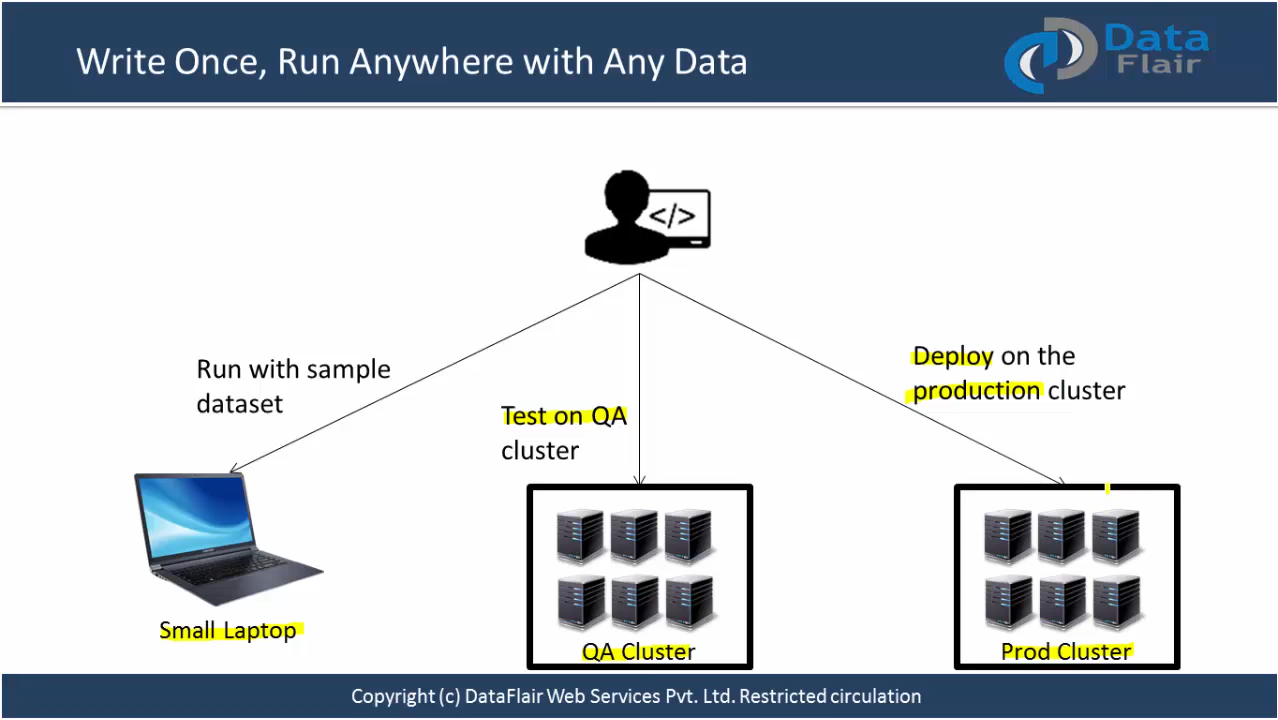 Write Once, Run Anywhere with Any Data
Data
Flair
</>
Run with sample
dataset
Test on QA
cluster
Deploy on the
production cluster
Small Laptop
QA Cluster
Prod Cluster
Copyright (c) DataFlair Web Services Pvt. Ltd. Restricted circulation